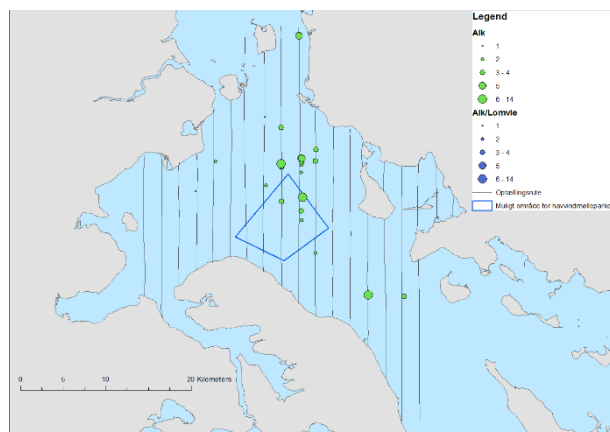 Legend
Alk
1
2
3 - 4
5
6 - 14
Alk/Lomvie
1
2
3 - 4
5
6 - 14
Optællingsrute
Muligt område for havvindmøllepark
0 5 10 20 Kilometers